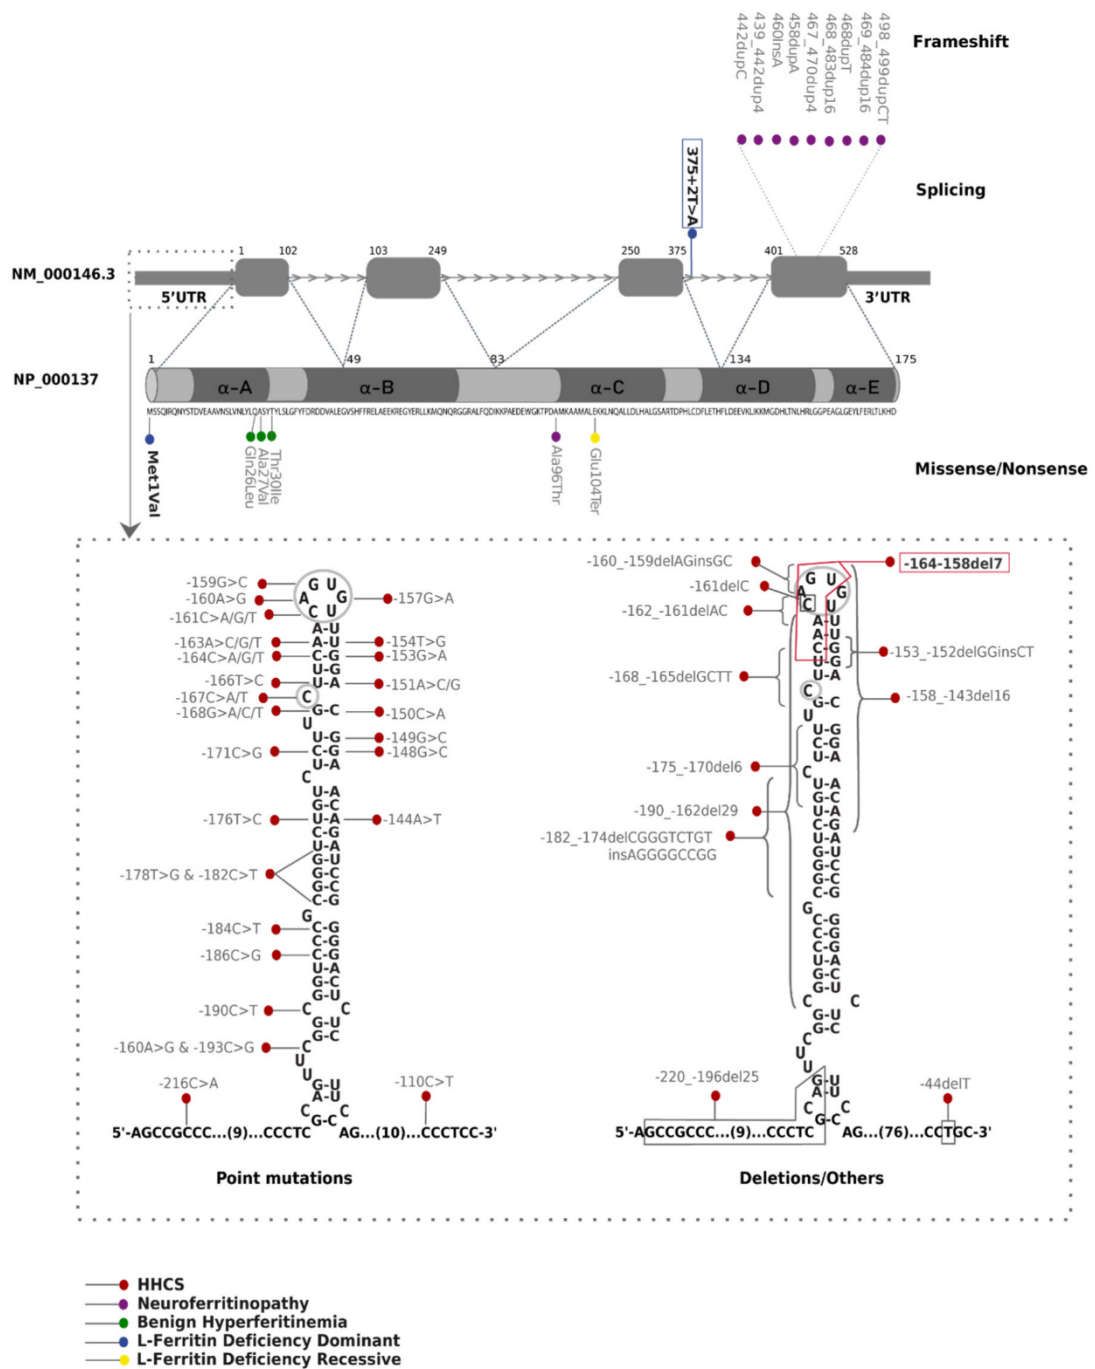 442dupC
439_442dup4
460InsA
458dupA
467_470dup4
468_483dup16
468dupT
469_484dup16
498_499dupCT
Frameshift
375+2T>A
Splicing
1 102 103 249 250 375 401 528
NM_000146.3
5'UTR
3'UTR
1 49 83 134 175
NP_000137
α-A α-B α-C α-D α-E
MSSQIRQNYSTDVEAAVNSLVNLYLQASYTYLSLGFYFDRDDVALEGVSHFFRELAEEKREGYERLLKMQNQRGGRALFQDIKKPAEDEWGKTPDAMKAAMALEKKLNQALLDLHALGSARTDPHLCDFLETHFLDEEVKLIKKMGDHLTNLHRLGGPEAGLGEYLFERLTLKHD
Met1Val
Gln26Leu
Ala27Val
Thr30Ile
Ala96Thr
Glu104Ter
Missense/Nonsense
-159G>C
-160A>G
-157G>A
-161C>A/G/T
-163A>C/G/T
-154T>G
-164C>A/G/T
-153G>A
-166T>C
-151A>C/G
-167C>A/T
-168G>A/C/T
-150C>A
-149G>C
-171C>G
-148G>C
-176T>C
-144A>T
-178T>G & -182C>T
-184C>T
-186C>G
-190C>T
-160A>G & -193C>G
-216C>A
-110C>T
5'-AGCCGCCC...(9)...CCCTC
AG...(10)...CCCTCC-3'
Point mutations
-160_-159delAGinsGC
-164-158del7
-161delC
-162_-161delAC
-153_-152delGGinsCT
-168_-165delGCTT
-158_-143del16
-175_-170del6
-190_-162del29
-182_-174delCGGGTCTGT
insAGGGGCCGG
-220_-196del25
-44delT
5'-AGCCGCCC...(9)...CCCTC
AG...(76)...CCTGC-3'
Deletions/Others
HHCS
Neuroferritinopathy
Benign Hyperferitinemia
L-Ferritin Deficiency Dominant
L-Ferritin Deficiency Recessive